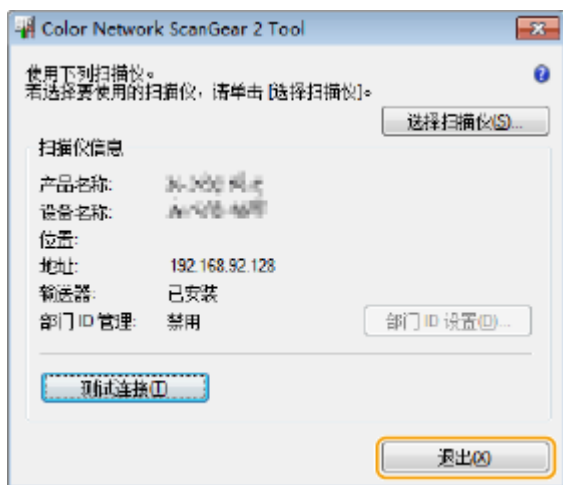 Color Network ScanGear 2 Tool
使用下列扫描仪。
若选择要使用的扫描仪，请单击 [选择扫描仪]。
选择扫描仪(S)...
扫描仪信息
产品名称:
设备名称:
位置:
地址: 192.168.92.128
输送器: 已安装
部门 ID 管理: 禁用
部门 ID 设置(D)...
测试连接(T)
退出(X)